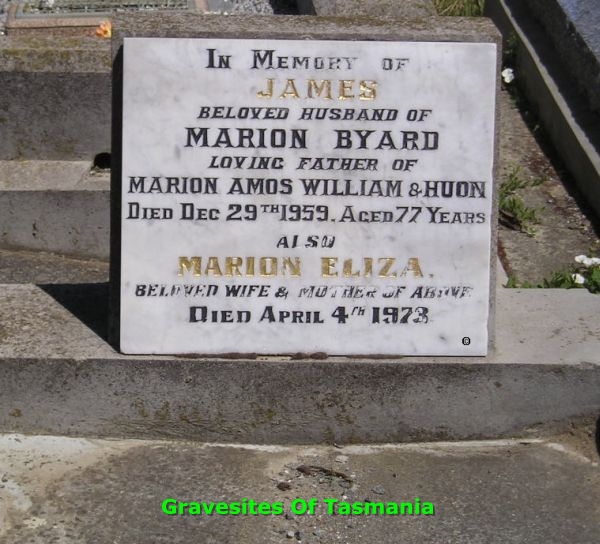 In Memory of
JAMES
BELOVED HUSBAND OF
MARION BYARD
LOVING FATHER OF
MARION AMOS WILLIAM & HUON
DIED DEC 29TH 1959. AGED 77 YEARS
ALSO
MARION ELIZA.
BELOVED WIFE & MOTHER OF ABOVE
DIED APRIL 4TH 1973
Gravesites Of Tasmania